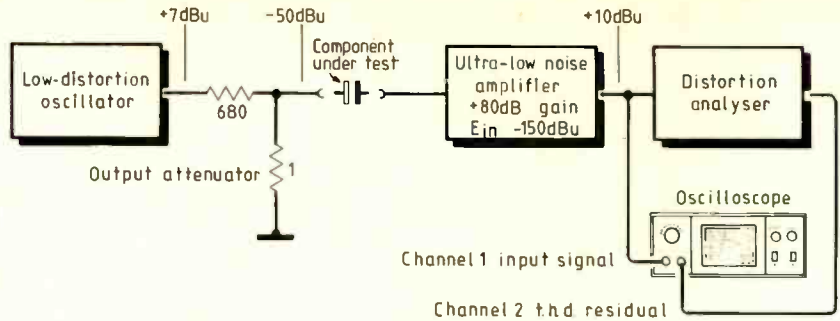 +7dBu
-50dBu
+10dBu
Component
under test
Low-distortion
oscillator
680
Ultra-low noise
amplifier
+80dB gain
Ein -150dBu
Distortion
analyser
Output attenuator
1
Oscilloscope
Channel 1 input signal
Channel 2 t.h.d residual